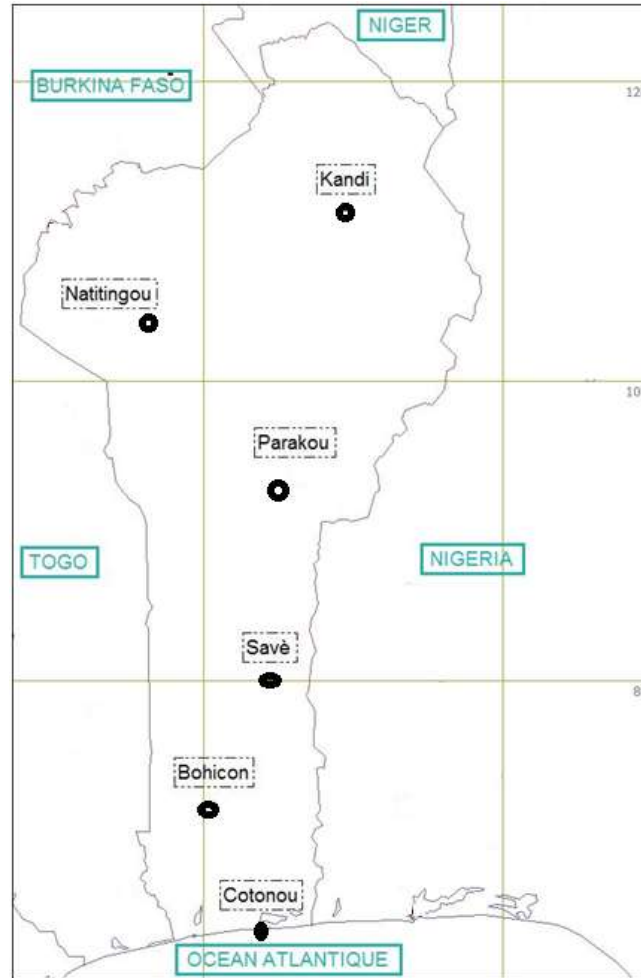 NIGER
BURKINA FASO
12
Kandi
Natitingou
10
Parakou
TOGO
NIGERIA
Savè
8
Bohicon
Cotonou
OCEAN ATLANTIQUE